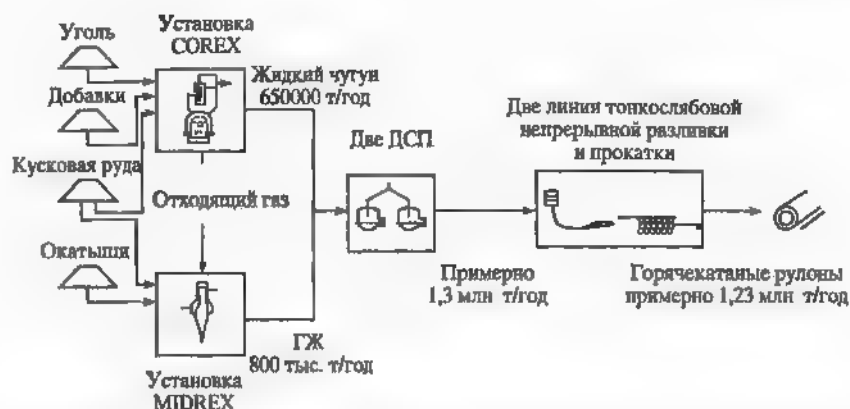 Уголь
Установка
COREX
Добавки
Жидкий чугун
650000 т/год
Кусковая руда
Отходящий газ
Окатыши
Две ДСП
Две линии тонкослябовой
непрерывной разливки
и прокатки
Примерно
1,3 млн т/год
Горячекатаные рулоны
примерно 1,23 млн т/год
ГЖ
800 тыс. т/год
Установка
MIDREX